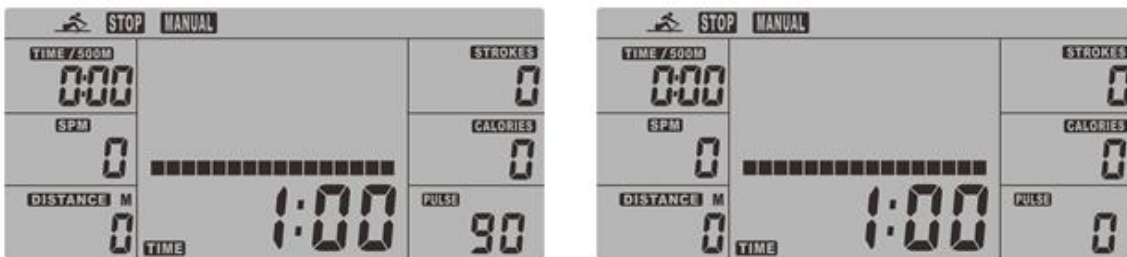 STOP MANUAL
TIME/500M
0:00
SPM
0
DISTANCE M
0
1:00
TIME
STROKES
0
CALORIES
0
PULSE
90
STOP MANUAL
TIME/500M
0:00
SPM
0
DISTANCE M
0
1:00
TIME
STROKES
0
CALORIES
0
PULSE
0